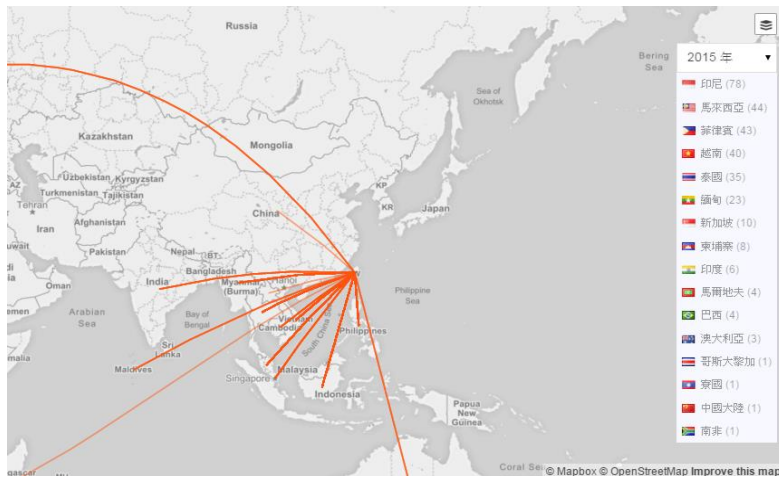 Russia
Bering
Sea
Sea of
Okhotsk
Kazakhstan
Mongolia
Uzbekistan
Kyrgyzstan
AZ
Turkmenistan
Tajikistan
Tehran
China
KP
KR
Japan
Iran
Afghanistan
Pakistan
Nepal
BT
Kuwait
Oman
India
Bangladesh
Myanmar
(Burma)
Hanoi
Arabian
Sea
Bay of
Bengal
Philippine
Sea
Vietnam
Cambodia
South China Se
Philippines
Sri
Lanka
Maldives
Malaysia
Singapore
Indonesia
Papua
New
Guinea
Coral Se
2015 年
印尼 (78)
馬來西亞 (44)
菲律賓 (43)
越南 (40)
泰國 (35)
緬甸 (23)
新加坡 (10)
柬埔寨 (8)
印度 (6)
馬爾地夫 (4)
巴西 (4)
澳大利亞 (3)
哥斯大黎加 (1)
寮國 (1)
中國大陸 (1)
南非 (1)
© Mapbox © OpenStreetMap Improve this map